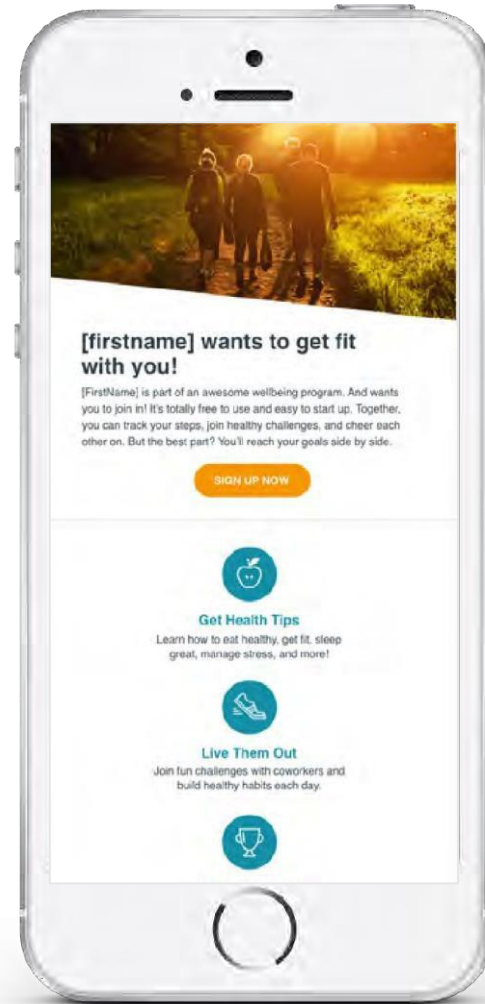 [firstname] wants to get fit
with you!
[FirstName] is part of an awesome wellbeing program. And wants
you to join in! It's totally free to use and easy to start up. Together,
you can track your steps, join healthy challenges, and cheer each
other on. But the best part? You'll reach your goals side by side.
SIGN UP NOW
Get Health Tips
Learn how to eat healthy, get fit, sleep
great, manage stress, and more!
Live Them Out
Join fun challenges with coworkers and
build healthy habits each day.